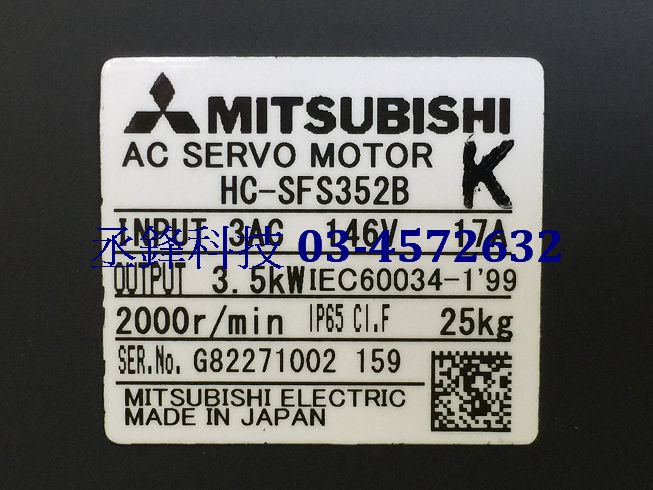 MITSUBISHI
AC SERVO MOTOR K
HC-SFS352B
INPUT 3AC 146V 17A
丞鋒科技 03-4572632
OUTPUT 3.5kW IEC60034-1'99
2000r/min IP65 CI.F 25kg
SER.No. G82271002 159
MITSUBISHI ELECTRIC
MADE IN JAPAN